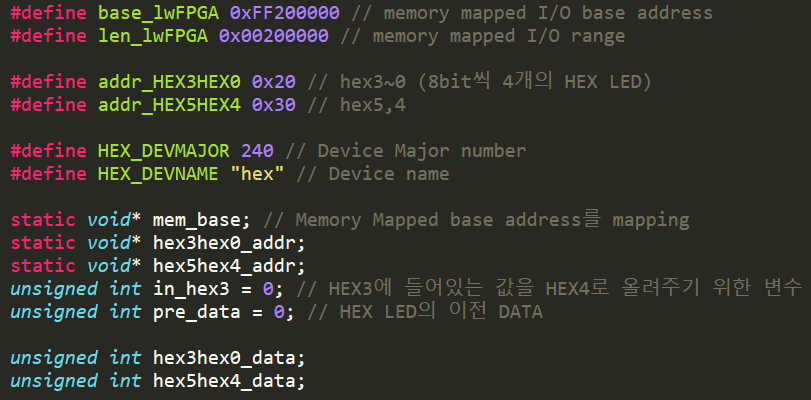 #define base_lwFPGA 0xFF200000 // memory mapped I/O base address
#define len_lwFPGA 0x00200000 // memory mapped I/O range
#define addr_HEX3HEX0 0x20 // hex3~0 (8bit씩 4개의 HEX LED)
#define addr_HEX5HEX4 0x30 // hex5,4
#define HEX_DEVMAJOR 240 // Device Major number
#define HEX_DEVNAME "hex" // Device name
static void* mem_base; // Memory Mapped base address를 mapping
static void* hex3hex0_addr;
static void* hex5hex4_addr;
unsigned int in_hex3 = 0; // HEX3에 들어있는 값을 HEX4로 올려주기 위한 변수
unsigned int pre_data = 0; // HEX LED의 이전 DATA
unsigned int hex3hex0_data;
unsigned int hex5hex4_data;